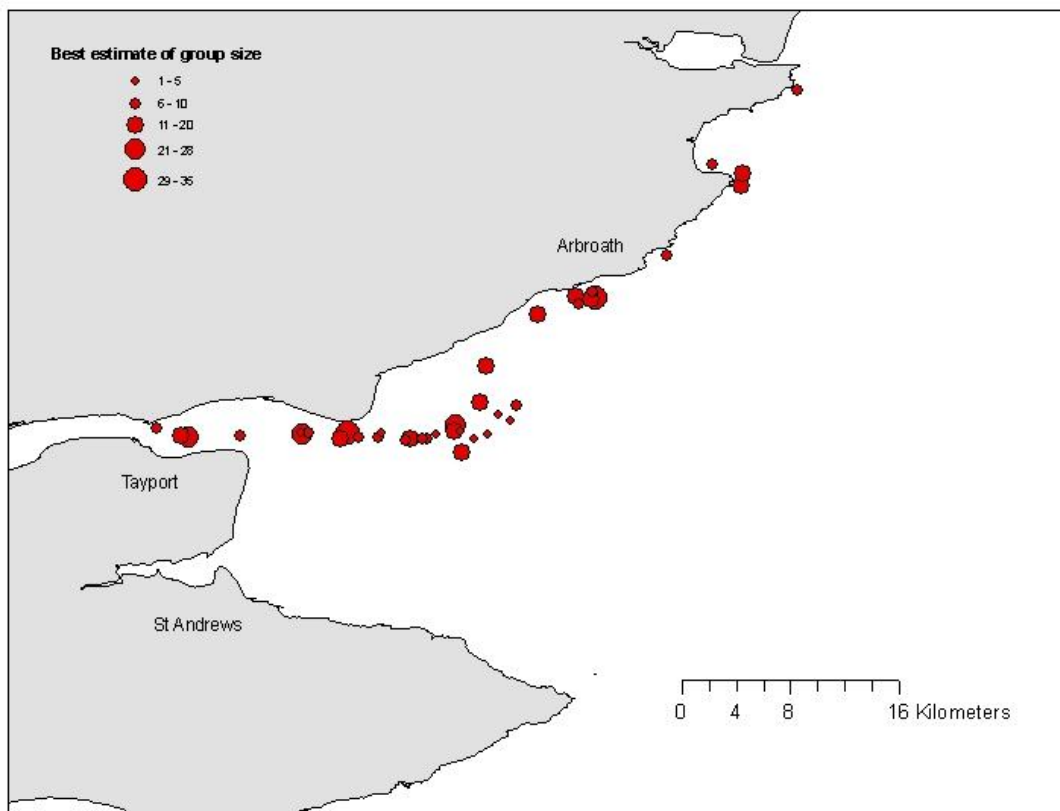 Best estimate of group size
1 - 5
6 - 10
11 - 20
21 - 28
29 - 35
Arbroath
Tayport
St Andrews
0 4 8 16 Kilometers